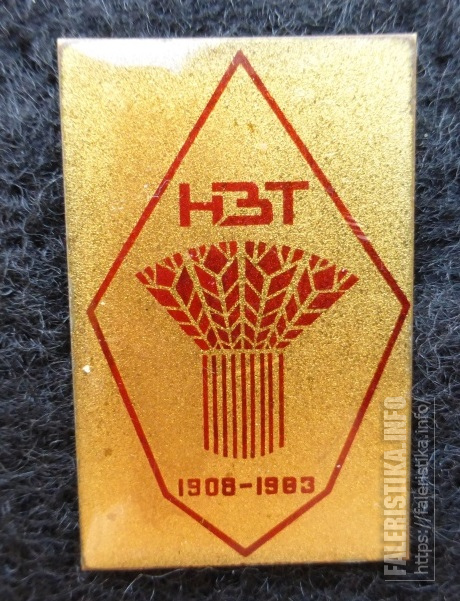 НВТ
1908-1983
FALERISTIKA.INFO
https://faleristika.info/